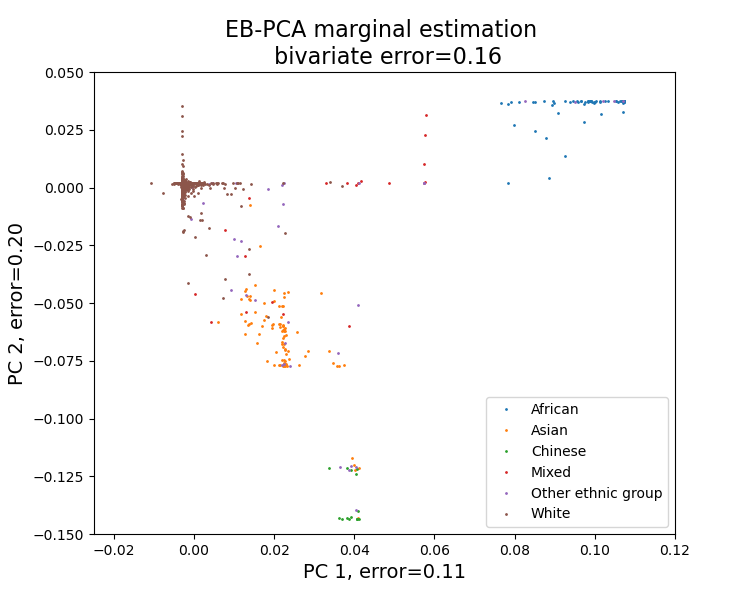 EB-PCA marginal estimation
bivariate error=0.16
0.050
0.025
0.000
−0.025
−0.050
−0.075
−0.100
−0.125
−0.150
PC 2, error=0.20
African
Asian
Chinese
Mixed
Other ethnic group
White
−0.02 0.00 0.02 0.04 0.06 0.08 0.10 0.12
PC 1, error=0.11